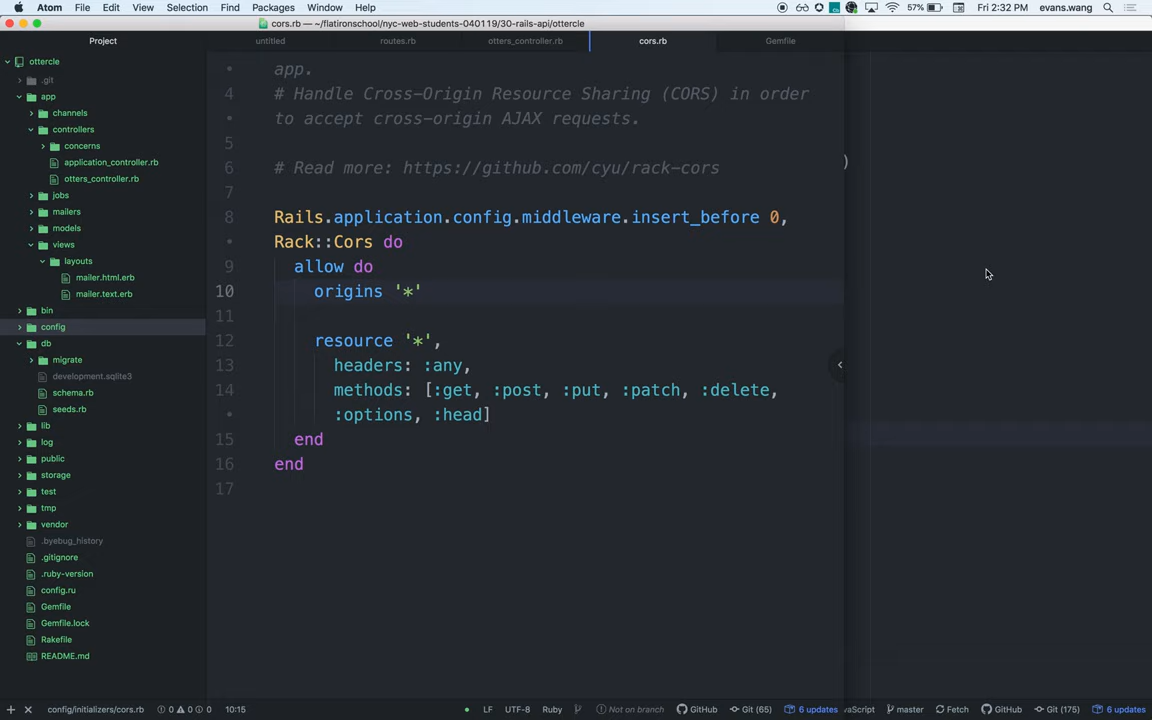 Atom File Edit View Selection Find Packages Window Help 57% Fri 2:32 PM evans.wang
cors.rb — ~/flatironschool/nyc-web-students-040119/30-rails-api/ottercle
Project untitled routes.rb otters_controller.rb cors.rb Gemfile
ottercle
.git
app
channels
controllers
concerns
application_controller.rb
otters_controller.rb
jobs
mailers
models
views
layouts
mailer.html.erb
mailer.text.erb
bin
config
db
migrate
development.sqlite3
schema.rb
seeds.rb
lib
log
public
storage
test
tmp
vendor
.byebug_history
.gitignore
.ruby-version
config.ru
Gemfile
Gemfile.lock
Rakefile
README.md
• app.
4 # Handle Cross-Origin Resource Sharing (CORS) in order
• to accept cross-origin AJAX requests.
5
6 # Read more: https://github.com/cyu/rack-cors
7
8 Rails.application.config.middleware.insert_before 0,
• Rack::Cors do
9 allow do
10 origins '*'
11
12 resource '*',
13 headers: :any,
14 methods: [:get, :post, :put, :patch, :delete,
• :options, :head]
15 end
16 end
17
)
config/initializers/cors.rb 0 0 0 10:15 LF UTF-8 Ruby Not on branch GitHub Git (65) 6 updates vaScript master Fetch GitHub Git (175) 6 updates